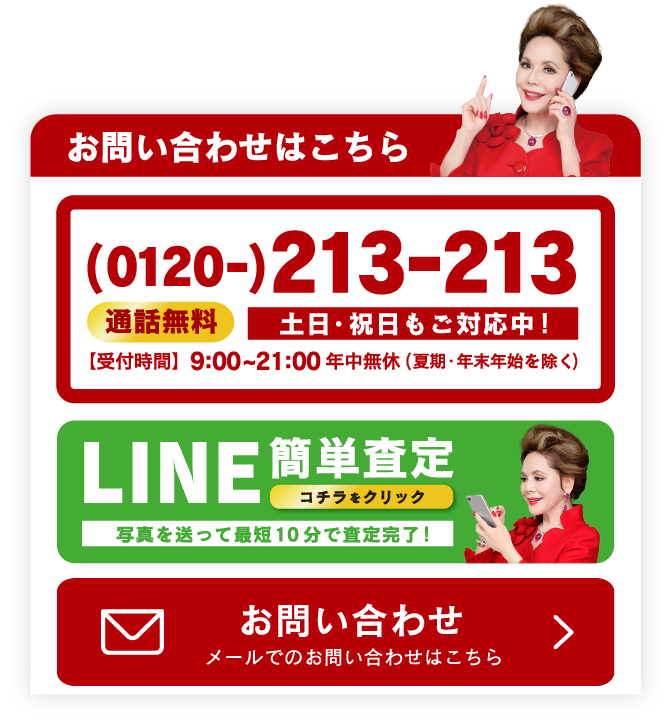 お問い合わせはこちら
(0120-)213-213
通話無料
土日・祝日もご対応中!
【受付時間】9:00~21:00 年中無休(夏期・年末年始を除く)
LINE簡単査定
コチラをクリック
写真を送って最短10分で査定完了!
お問い合わせ
メールでのお問い合わせはこちら